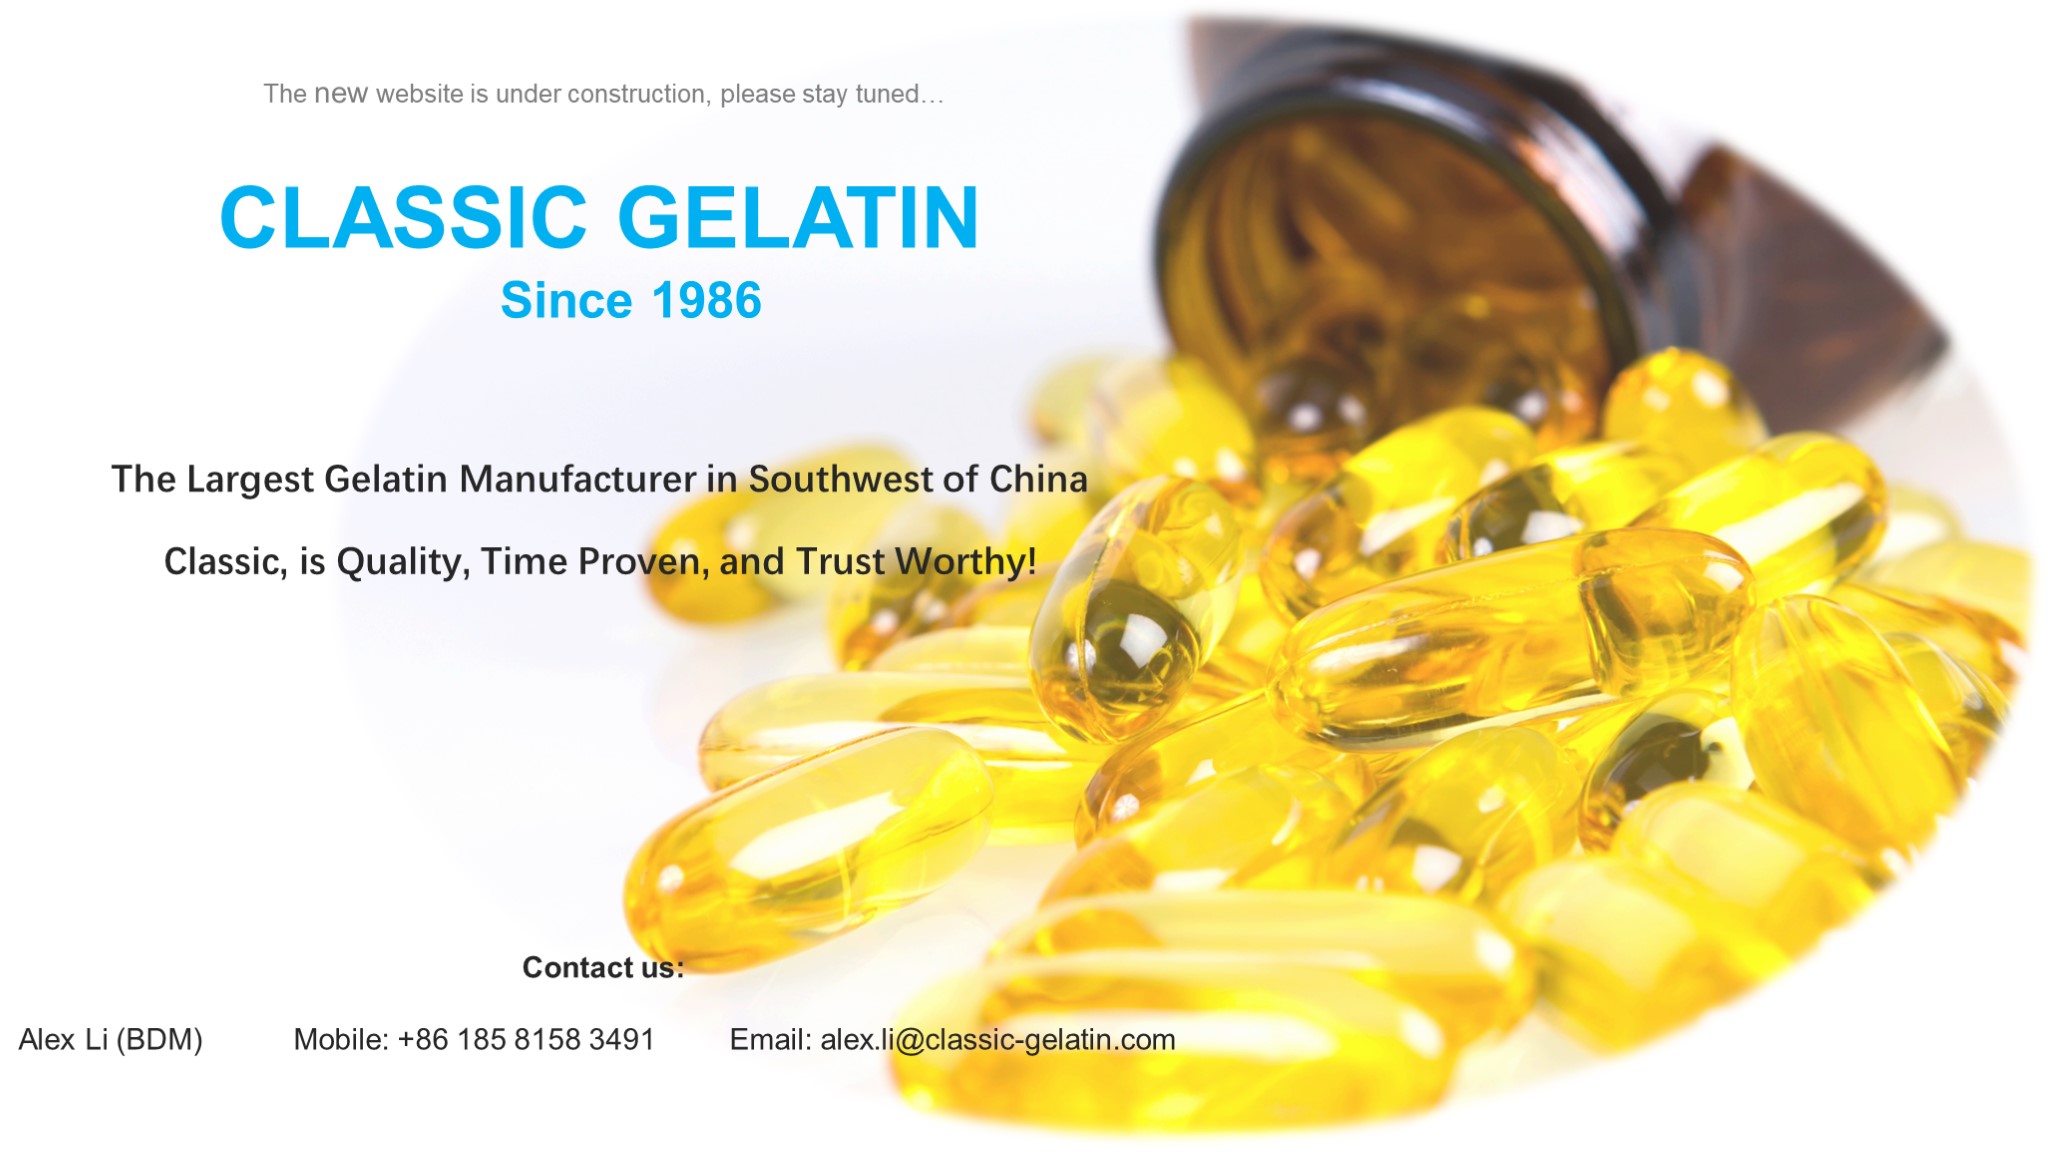 The new website is under construction, please stay tuned…
CLASSIC GELATIN
Since 1986
The Largest Gelatin Manufacturer in Southwest of China
Classic, is Quality, Time Proven, and Trust Worthy!
Contact us:
Alex Li (BDM) Mobile: +86 185 8158 3491 Email: alex.li@classic-gelatin.com